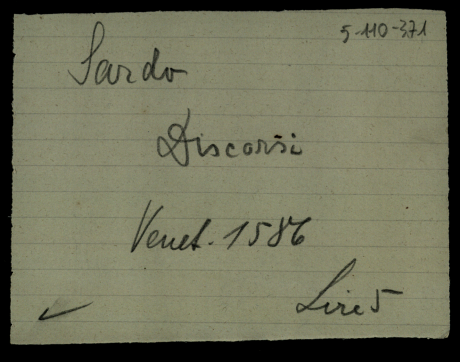 5-110-371
Sardo
Discorsi
Venet. 1586
Lire 5